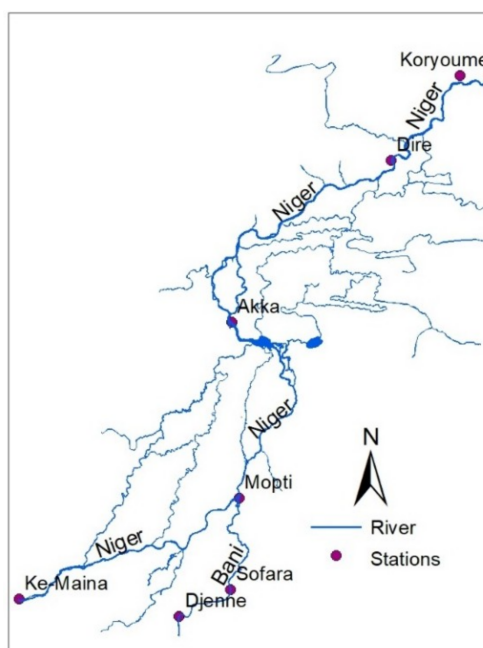 Koryoume
Niger
Dire
Niger
Akka
Niger
N
Mopti
River
Niger
Stations
Bani
Sofara
Ke-Maina
Djenne